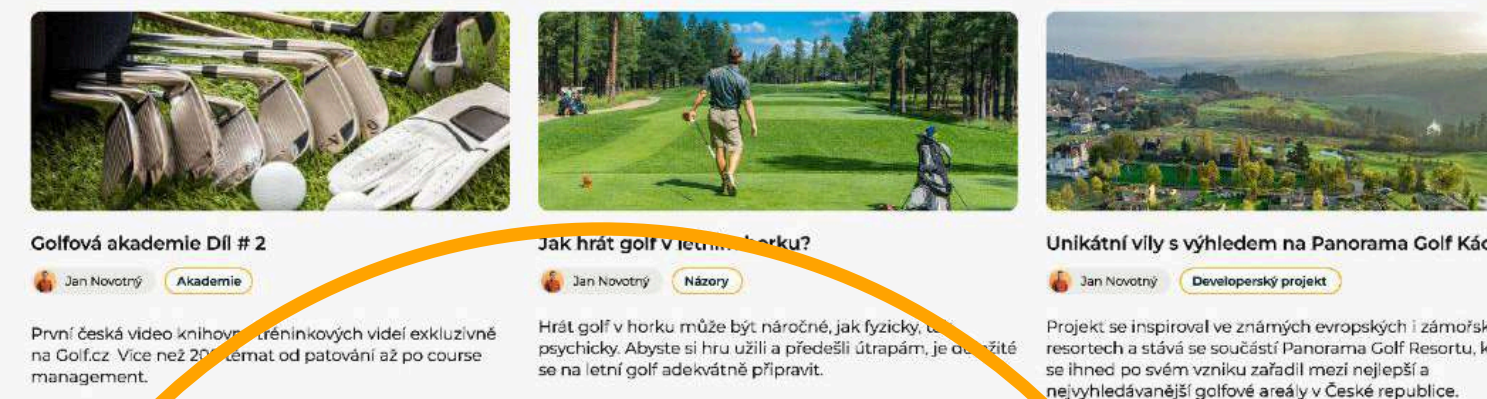 Golfová akademie Díl # 2
Jan Novotný
Akademie
První česká video knihovna tréninkových videí exkluzivně
na Golf.cz Více než 200 témat od patování až po course
management.
Jak hrát golf v letním horku?
Jan Novotný
Názory
Hrát golf v horku může být náročné, jak fyzicky,
psychicky. Abyste si hru užili a předešli útrapám, je důležité
se na letní golf adekvátně připravit.
Unikátní vily s výhledem na Panorama Golf
Jan Novotný
Developerský projekt
Projekt se inspiroval ve známých evropských i
resortech a stává se součástí Panorama Golf Resortu,
se ihned po svém vzniku zařadil mezi nejlepší a
nejvyhledávanější golfové areály v České republice.